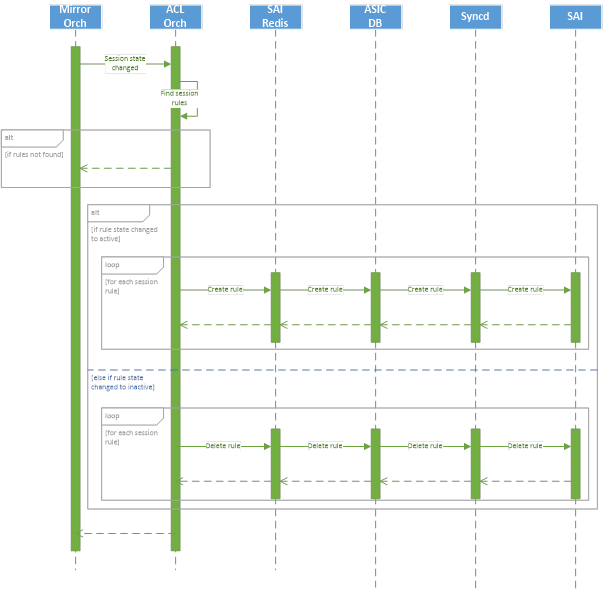 Mirror
Orch
ACL
Orch
SAI
Redis
ASIC
DB
Syncd
SAI
Session state
changed
Find session
rules
alt
[if rules not found]
alt
[if rule state changed
to active]
loop
[for each session
rule]
Create rule
Create rule
Create rule
Create rule
[else if rule state
changed to inactive]
loop
[for each session
rule]
Delete rule
Delete rule
Delete rule
Delete rule